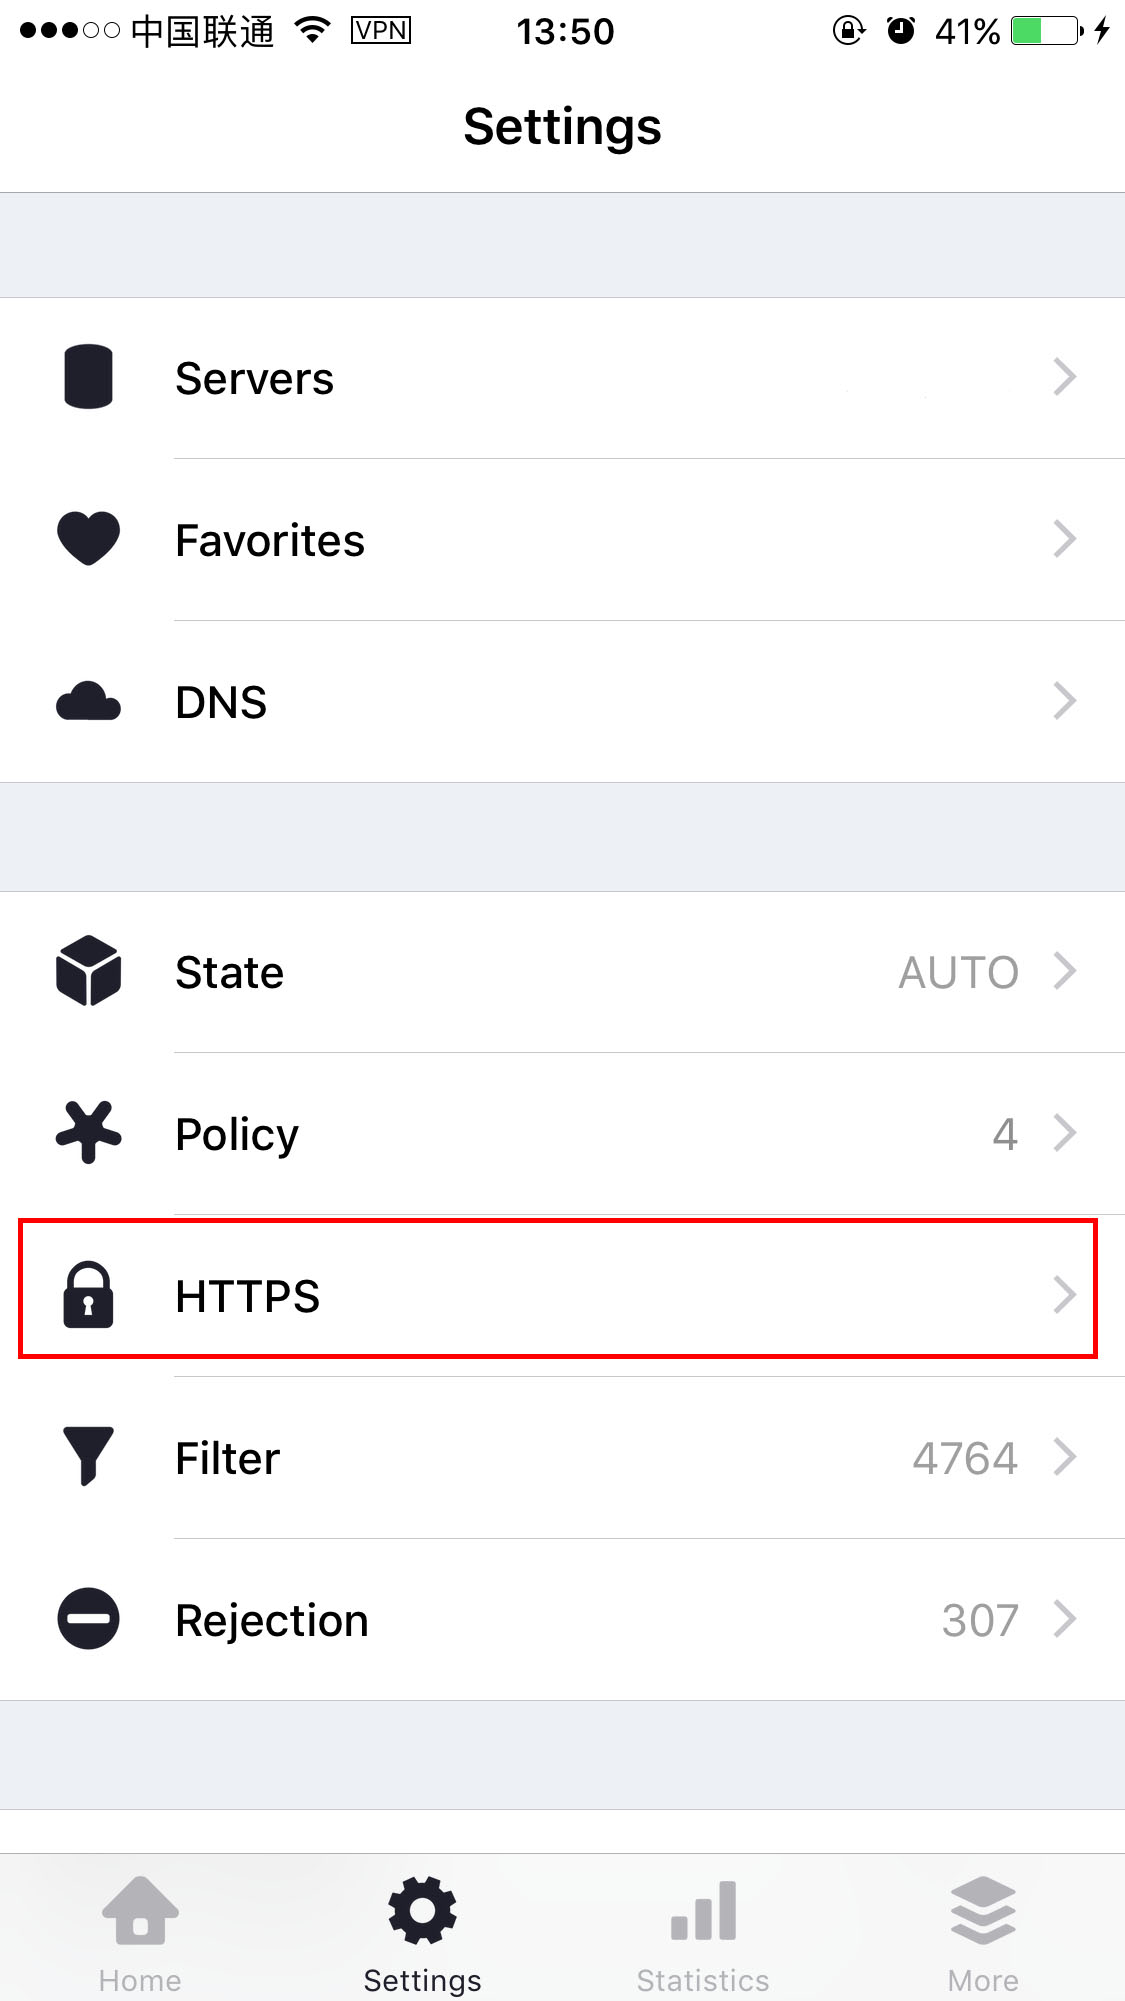 中国联通 VPN 13:50 41%
Settings
Servers
Favorites
DNS
State AUTO
Policy 4
HTTPS
Filter 4764
Rejection 307
Home Settings Statistics More